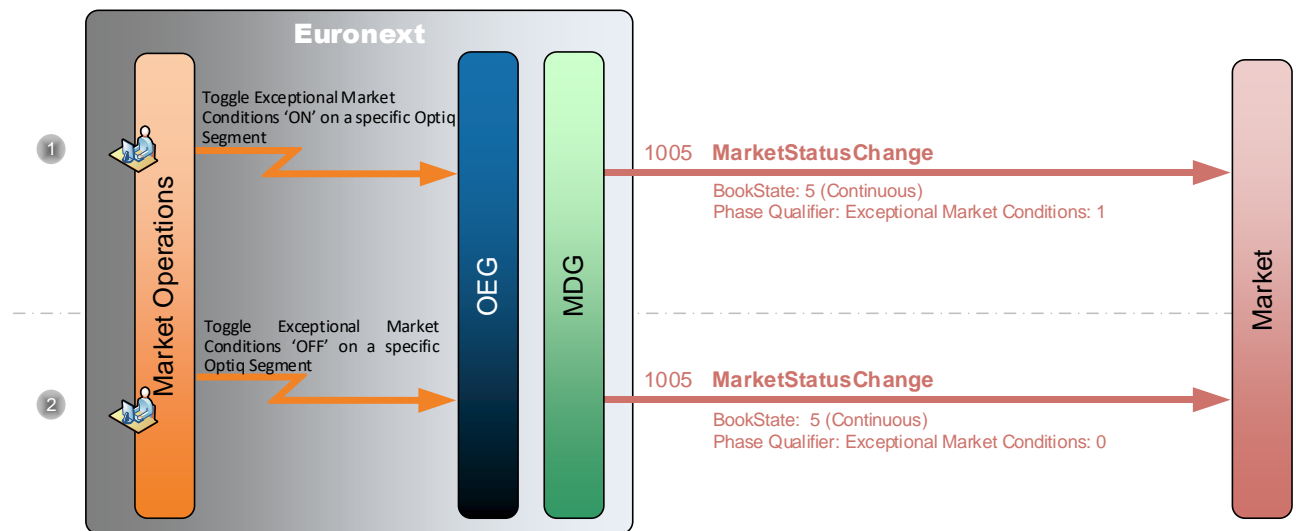 Euronext
Toggle Exceptional Market
Conditions ‘ON’ on a specific Optiq
Segment
1
1005 MarketStatusChange
BookState: 5 (Continuous)
Phase Qualifier: Exceptional Market Conditions: 1
Market Operations
OEG
MDG
Market
Toggle Exceptional Market
Conditions ‘OFF’ on a specific
Optiq Segment
2
1005 MarketStatusChange
BookState: 5 (Continuous)
Phase Qualifier: Exceptional Market Conditions: 0